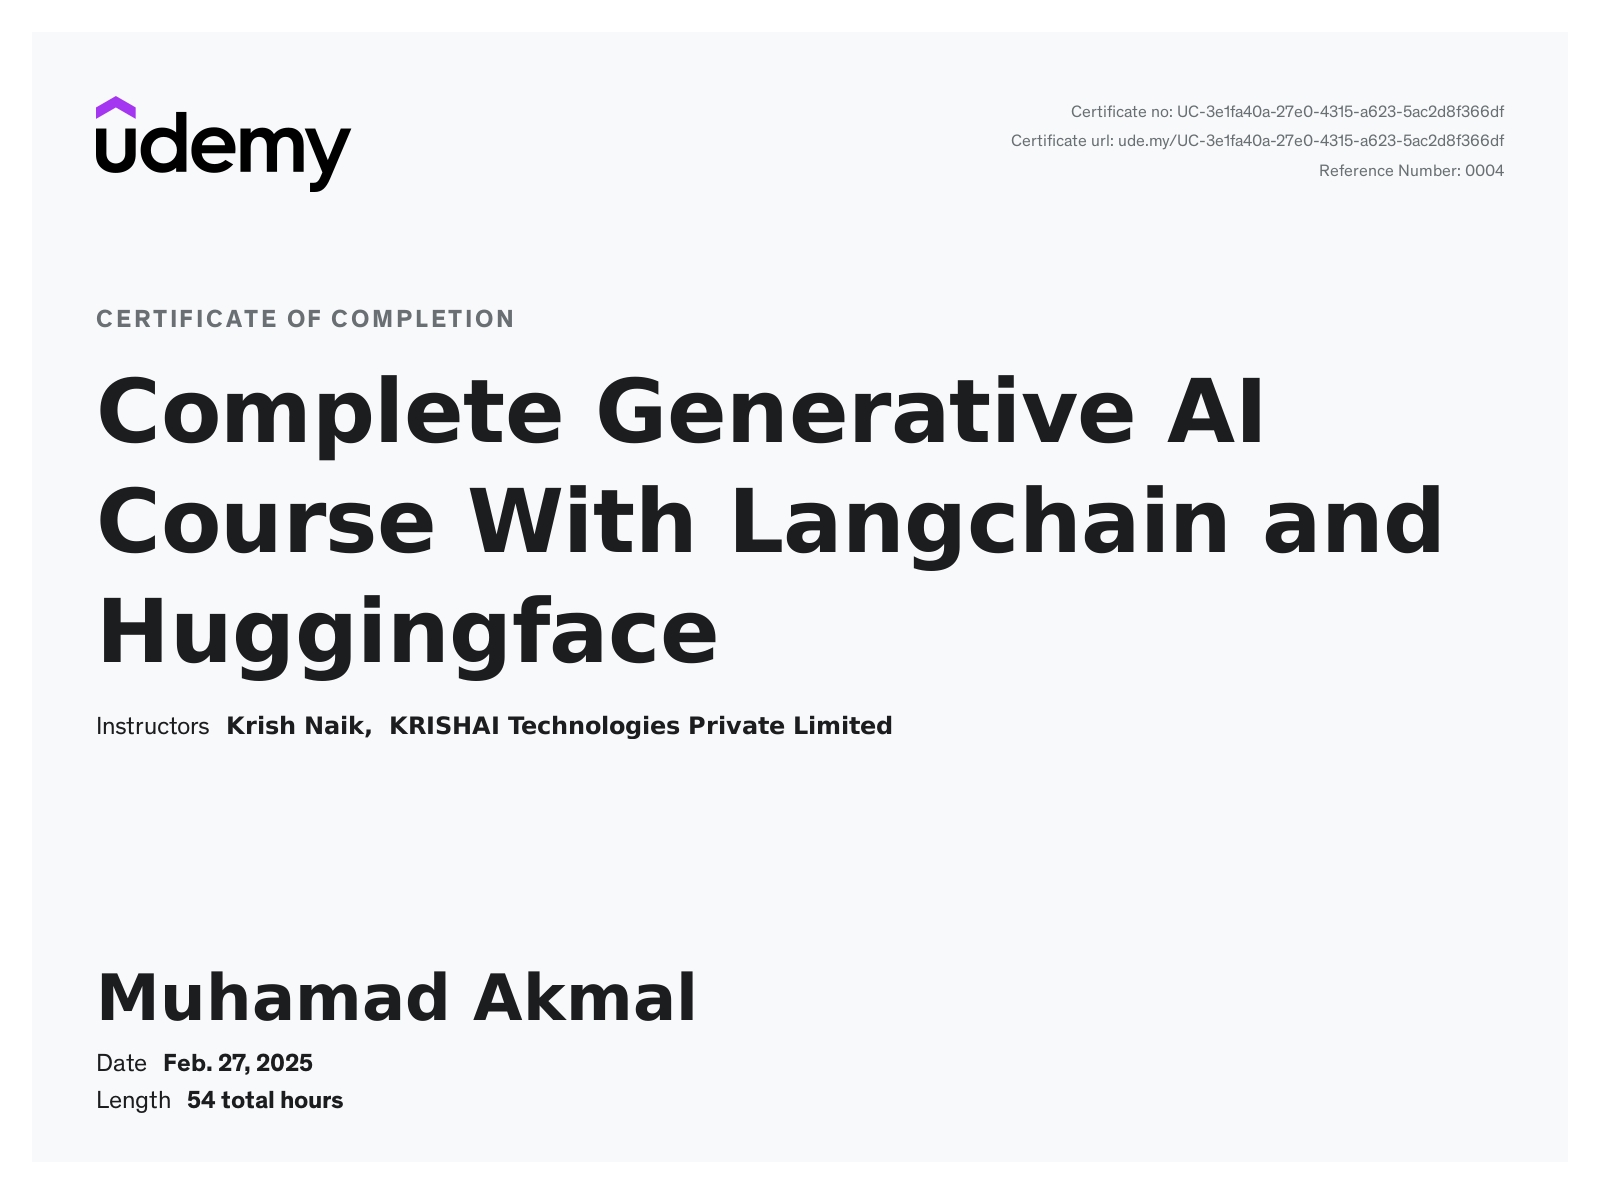 udemy
Certificate no: UC-3e1fa40a-27e0-4315-a623-5ac2d8f366df
Certificate url: ude.my/UC-3e1fa40a-27e0-4315-a623-5ac2d8f366df
Reference Number: 0004
CERTIFICATE OF COMPLETION
Complete Generative AI
Course With Langchain and
Huggingface
Instructors Krish Naik, KRISHAI Technologies Private Limited
Muhamad Akmal
Date Feb. 27, 2025
Length 54 total hours